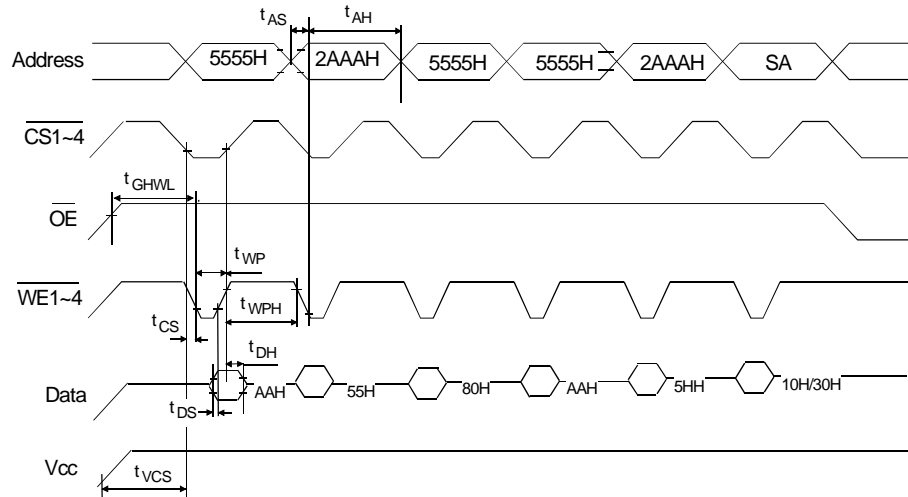 tAS tAH
Address 5555H 2AAAH 5555H 5555H 2AAAH SA
CS1~4
tGHWL
OE
tWP
WE1~4
tWPH
tCS
tDH
Data AAH 55H 80H AAH 5HH 10H/30H
tDS
Vcc
tVCS